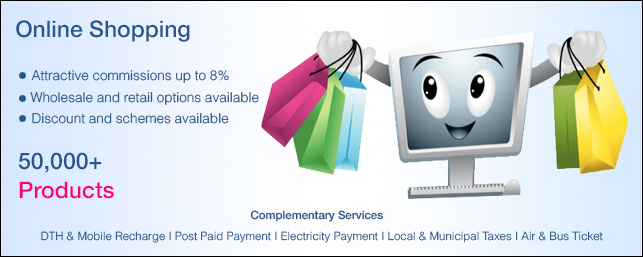 Online Shopping
● Attractive commissions up to 8%
● Wholesale and retail options available
● Discount and schemes available
50,000+
Products
Complementary Services
DTH & Mobile Recharge I Post Paid Payment I Electricity Payment I Local & Municipal Taxes I Air & Bus Ticket